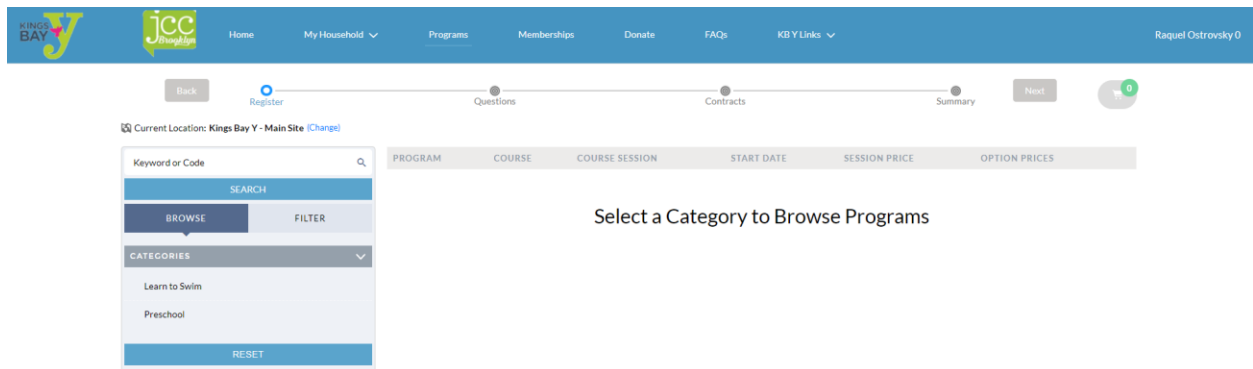 KINGS BAY Y
jcc Brooklyn
Home My Household Programs Memberships Donate FAQs KB Y Links Raquel Ostrovsky 0
Back Register Questions Contracts Summary Next 0
Current Location: Kings Bay Y - Main Site (Change)
Keyword or Code
PROGRAM COURSE COURSE SESSION START DATE SESSION PRICE OPTION PRICES
SEARCH
BROWSE FILTER
Select a Category to Browse Programs
CATEGORIES
Learn to Swim
Preschool
RESET